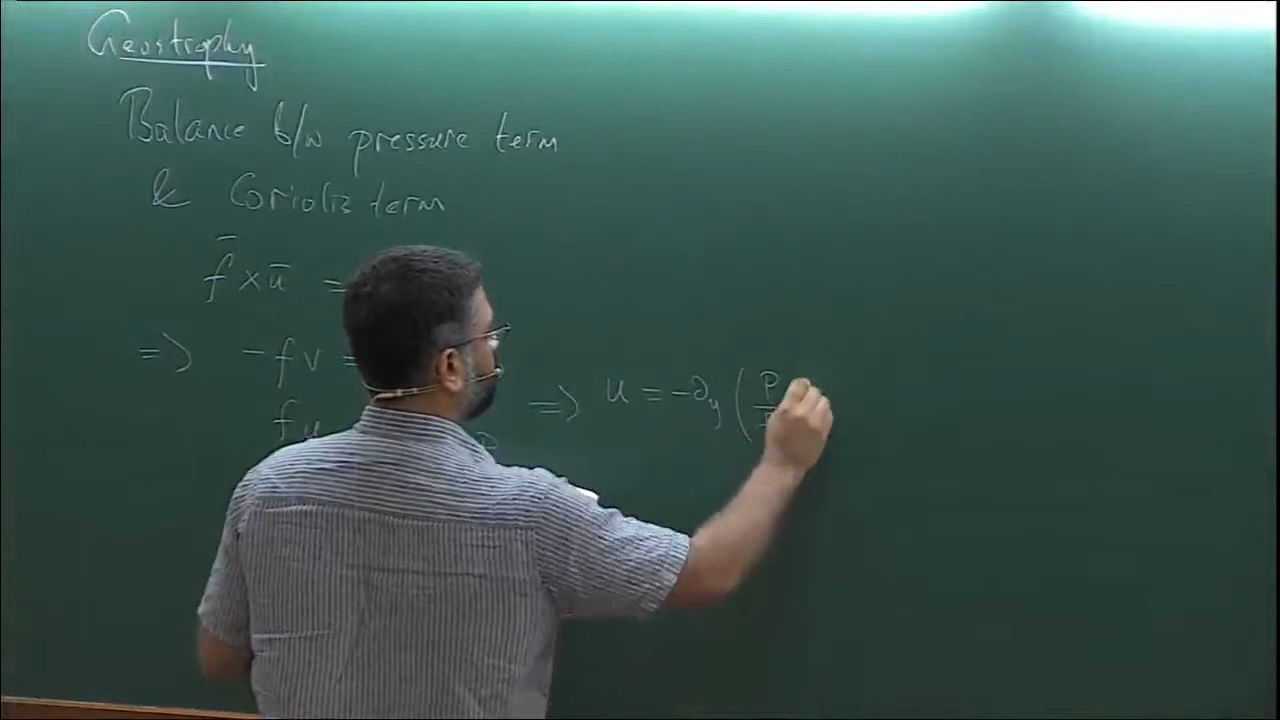 Geostrophy
Balance b/w pressure term
& Coriolis term
f̄ × ū =
=> -fv =
fu
=> u = -∂y (P